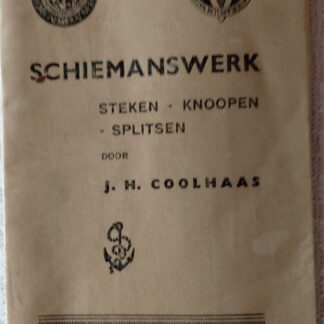 SCHIEMANSWERK
STEKEN - KNOOPEN
- SPLITSEN
DOOR
J. H. COOLHAAS